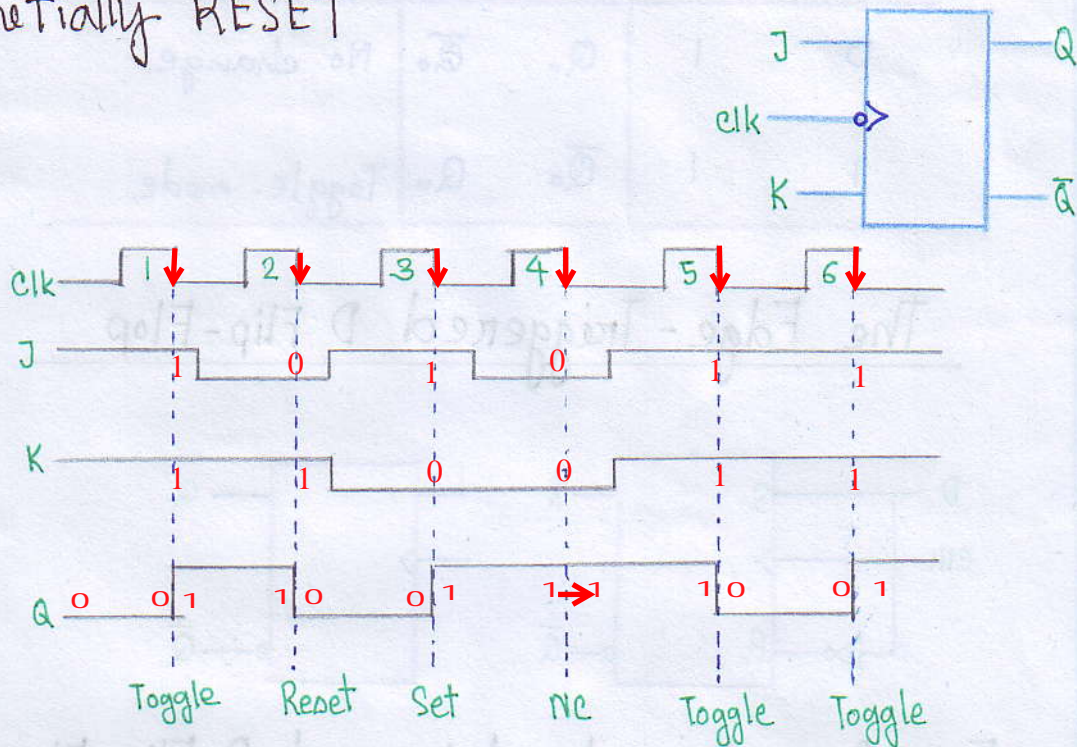 RESET
J Q
Clk
K Q̅
Clk 1 2 3 4 5 6
J 1 0 1 0 1 1
K 1 1 0 0 1 1
Q 0 0 1 1 0 0 1 1 → 1 1 0 0 1
Toggle Reset Set NC Toggle Toggle